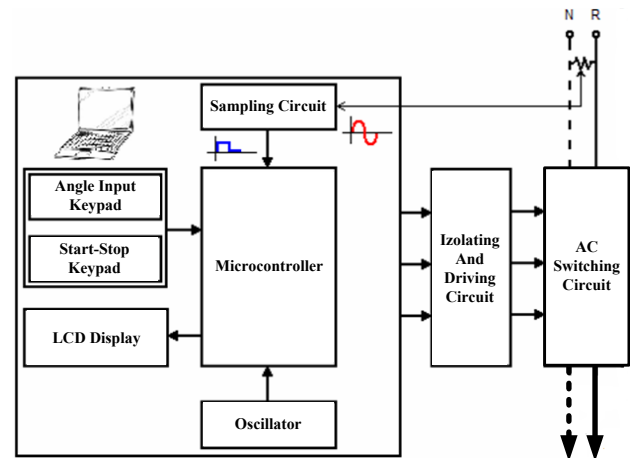 N R
Sampling Circuit
Angle Input
Keypad
Start-Stop
Keypad
Microcontroller
Izolating
And
Driving
Circuit
AC
Switching
Circuit
LCD Display
Oscillator